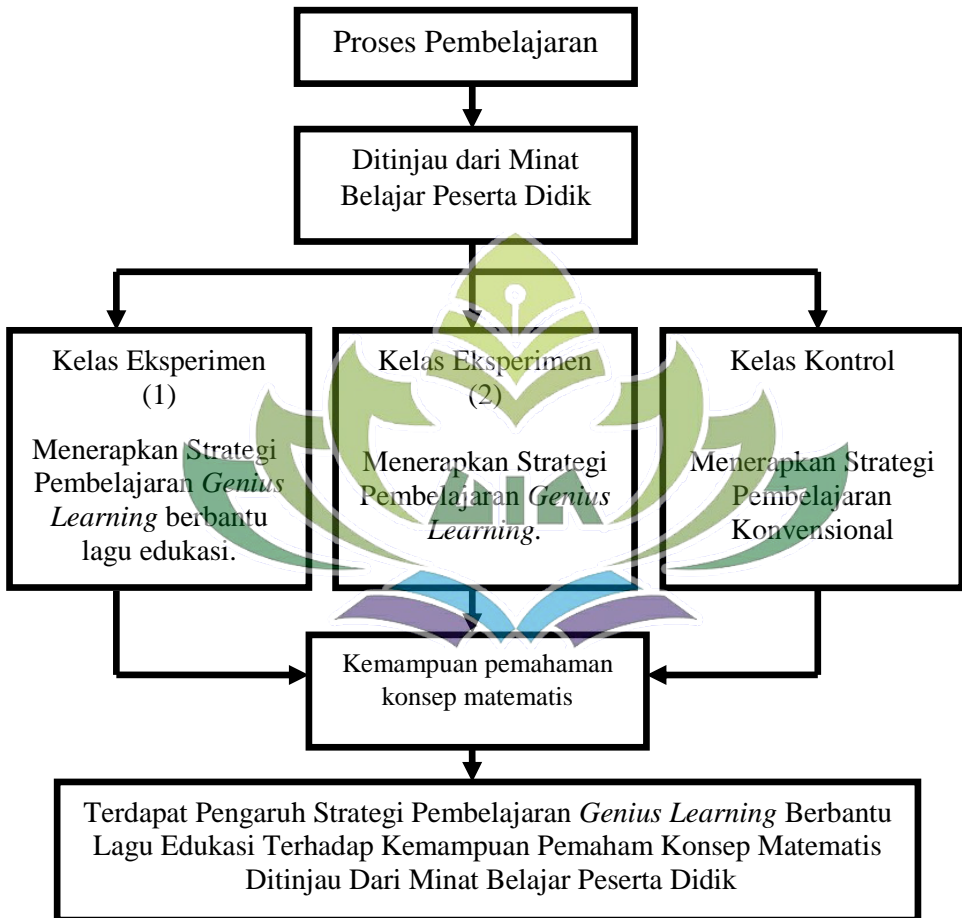 Proses Pembelajaran
Ditinjau dari Minat
Belajar Peserta Didik
Kelas Eksperimen
(1)
Menerapkan Strategi
Pembelajaran Genius
Learning berbantu
lagu edukasi.
Kelas Eksperimen
(2)
Menerapkan Strategi
Pembelajaran Genius
Learning.
Kelas Kontrol
Menerapkan Strategi
Pembelajaran
Konvensional
Kemampuan pemahaman
konsep matematis
Terdapat Pengaruh Strategi Pembelajaran Genius Learning Berbantu
Lagu Edukasi Terhadap Kemampuan Pemaham Konsep Matematis
Ditinjau Dari Minat Belajar Peserta Didik